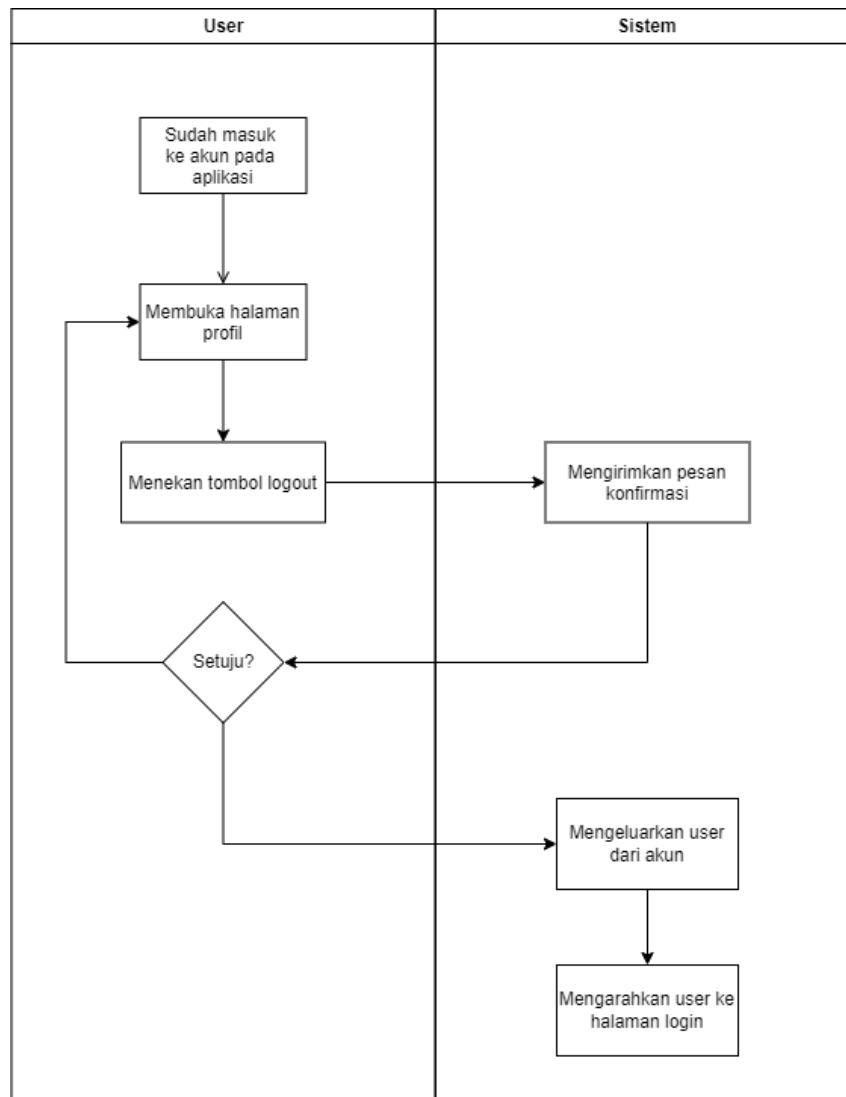 User
Sistem
Sudah masuk
ke akun pada
aplikasi
Membuka halaman
profil
Menekan tombol logout
Mengirimkan pesan
konfirmasi
Setuju?
Mengeluarkan user
dari akun
Mengarahkan user ke
halaman login